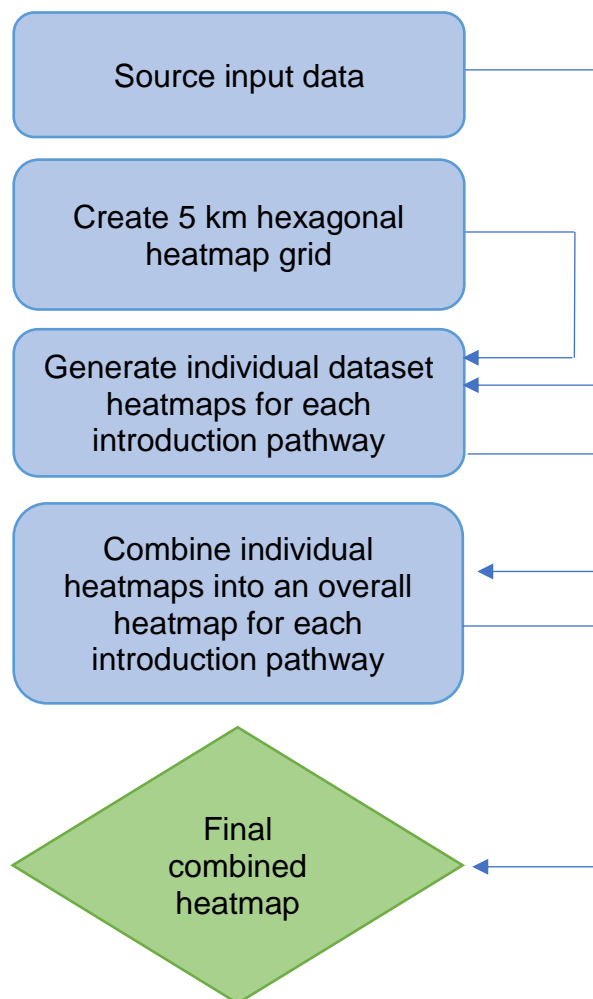 Source input data
Create 5 km hexagonal
heatmap grid
Generate individual dataset
heatmaps for each
introduction pathway
Combine individual
heatmaps into an overall
heatmap for each
introduction pathway
Final
combined
heatmap